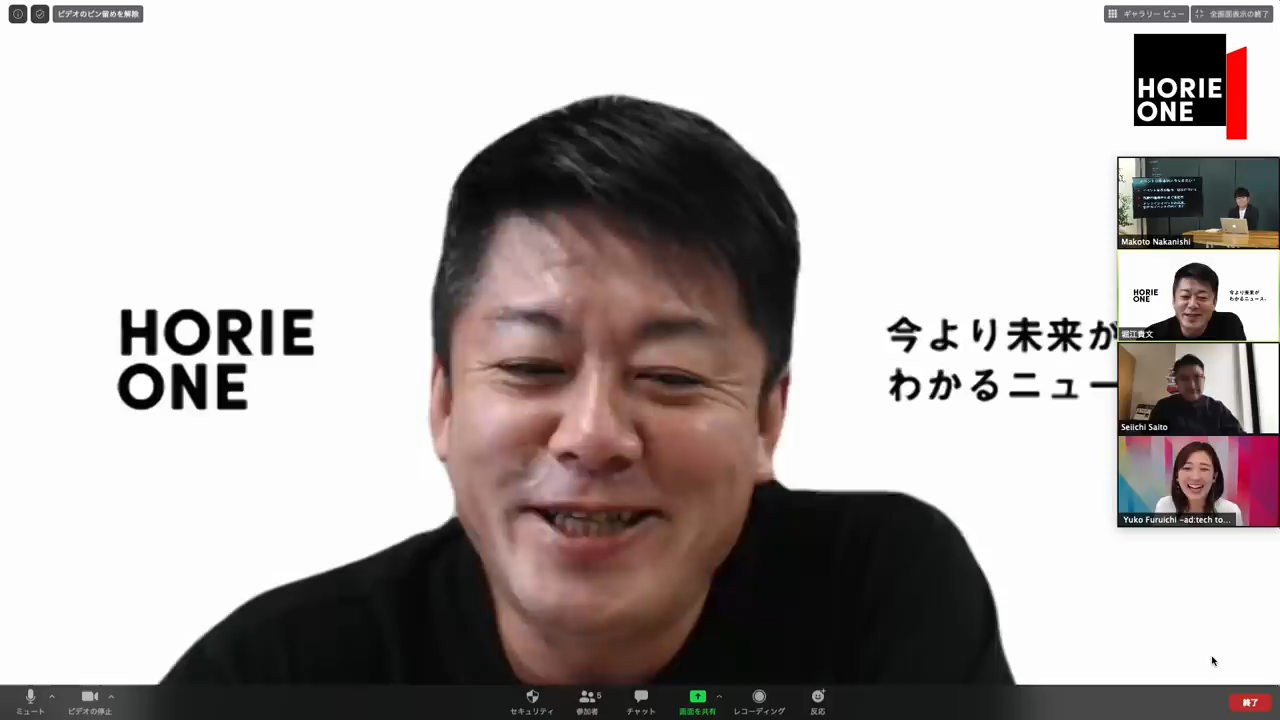 ビデオのピン留めを解除
ギャラリー ビュー
全画面表示の終了
HORIE
ONE
HORIE
ONE
今より未来が
わかるニュー
Makoto Nakanishi
HORIE
ONE
今より未来が
わかるニュース。
堀江貴文
Seiichi Saito
Yuko Furuichi -ad:tech to...
ミュート
ビデオの停止
セキュリティ
5
参加者
チャット
画面を共有
レコーディング
反応
終了